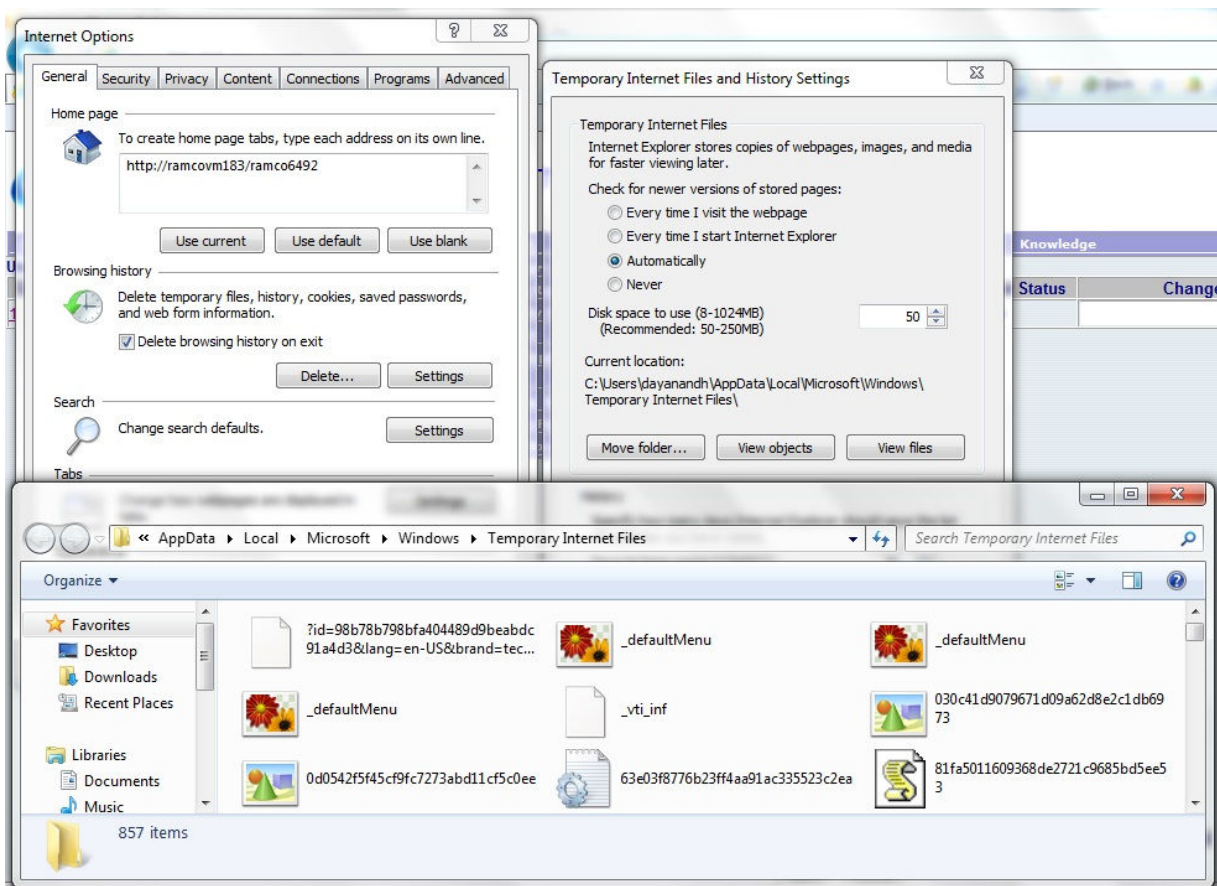 Internet Options
General Security Privacy Content Connections Programs Advanced
Home page
To create home page tabs, type each address on its own line.
http://ramcovm183/ramco6492
Use current Use default Use blank
Browsing history
Delete temporary files, history, cookies, saved passwords,
and web form information.
Delete browsing history on exit
Delete... Settings
Search
Change search defaults.
Settings
Tabs
Temporary Internet Files and History Settings
Temporary Internet Files
Internet Explorer stores copies of webpages, images, and media
for faster viewing later.
Check for newer versions of stored pages:
Every time I visit the webpage
Every time I start Internet Explorer
Automatically
Never
Disk space to use (8-1024MB)
(Recommended: 50-250MB)
50
Current location:
C:\Users\dayanandh\AppData\Local\Microsoft\Windows\
Temporary Internet Files\
Move folder... View objects View files
Knowledge
Status Change
« AppData Local Microsoft Windows Temporary Internet Files
Search Temporary Internet Files
Organize
Favorites
Desktop
Downloads
Recent Places
Libraries
Documents
Music
?id=98b78b798bfa404489d9beabdc
91a4d3&lang=en-US&brand=tec...
_defaultMenu
_defaultMenu
_defaultMenu
_vti_inf
030c41d9079671d09a62d8e2c1db69
73
0d0542f5f45cf9fc7273abd11cf5c0ee
63e03f8776b23ff4aa91ac335523c2ea
81fa5011609368de2721c9685bd5ee5
3
857 items